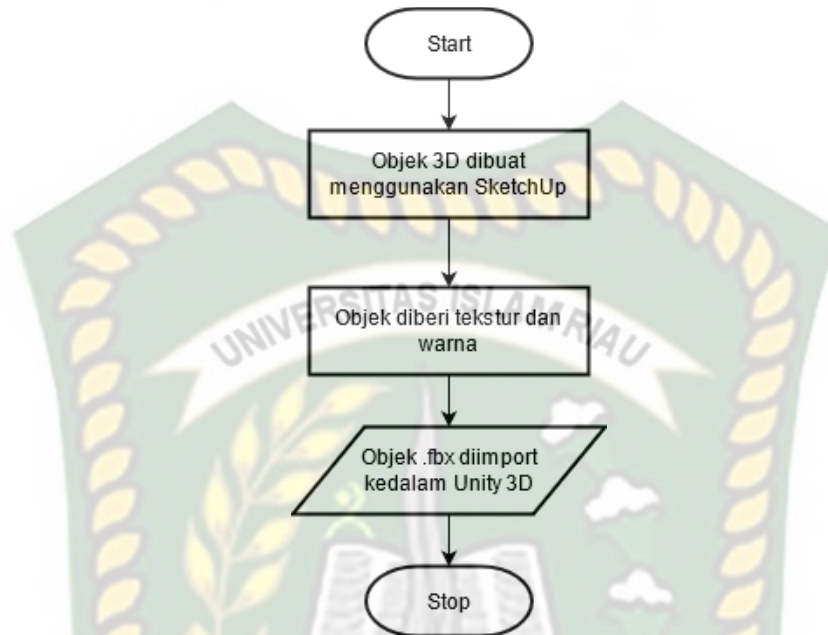 Start
Objek 3D dibuat
menggunakan SketchUp
UNIVERSITAS ISLAM RIAU
Objek diberi tekstur dan
warna
Objek .fbx diimport
kedalam Unity 3D
Stop